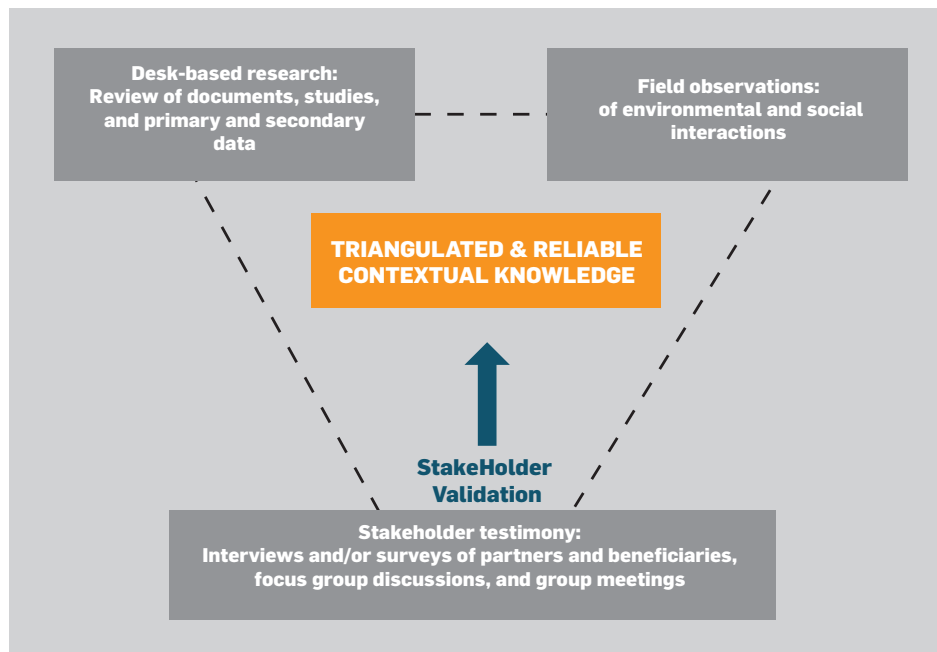 Desk-based research:
Review of documents, studies,
and primary and secondary
data
Field observations:
of environmental and social
interactions
TRIANGULATED & RELIABLE
CONTEXTUAL KNOWLEDGE
StakeHolder
Validation
Stakeholder testimony:
Interviews and/or surveys of partners and beneficiaries,
focus group discussions, and group meetings